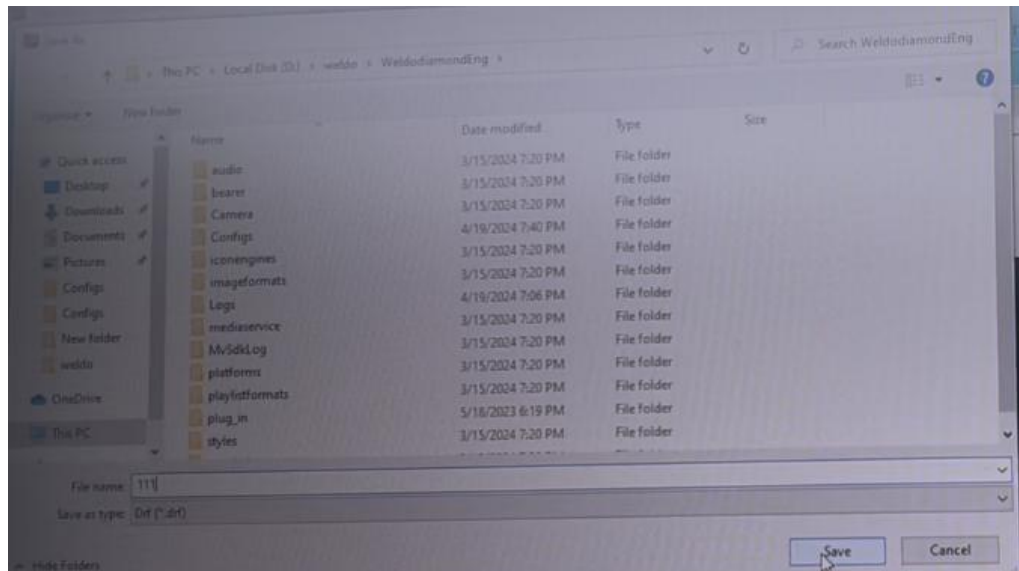 Save As
This PC › Local Disk (D:) › weldo › WeldodiamondEng ›
Search WeldodiamondEng
Organize
New folder
Name Date modified Type Size
Quick access
Desktop
Downloads
Documents
Pictures
Configs
Configs
New folder
weldo
OneDrive
This PC
audio 3/15/2024 7:20 PM File folder
bearer 3/15/2024 7:20 PM File folder
Camera 3/15/2024 7:20 PM File folder
Configs 4/19/2024 7:40 PM File folder
iconengines 3/15/2024 7:20 PM File folder
imageformats 3/15/2024 7:20 PM File folder
Logs 4/19/2024 7:06 PM File folder
mediaservice 3/15/2024 7:20 PM File folder
MvSdkLog 3/15/2024 7:20 PM File folder
platforms 3/15/2024 7:20 PM File folder
playlistformats 3/15/2024 7:20 PM File folder
plug_in 5/18/2023 6:19 PM File folder
styles 3/15/2024 7:20 PM File folder
File name: 111
Save as type: Drf (*.drf)
Hide Folders
Save
Cancel